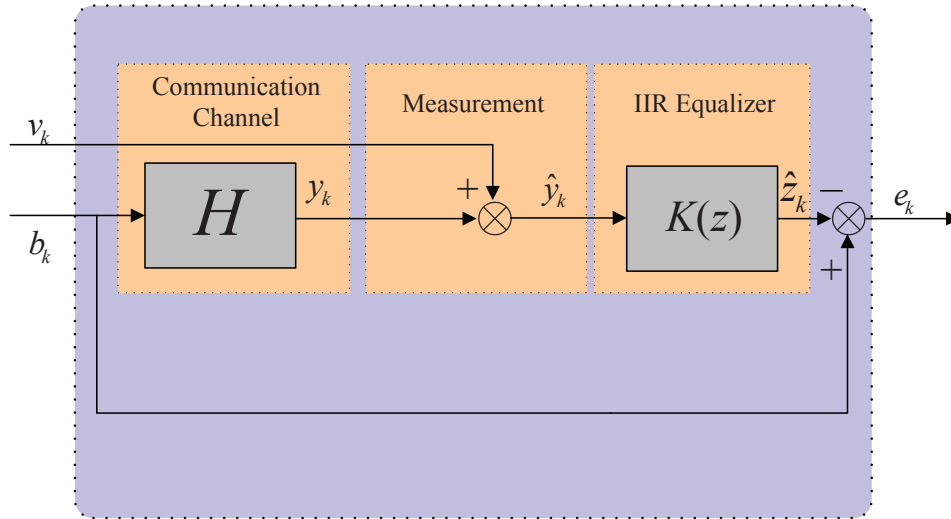 Communication
Channel
Measurement
IIR Equalizer
v_k
H
y_k
+
ŷ_k
K(z)
ẑ_k
−
e_k
b_k
+